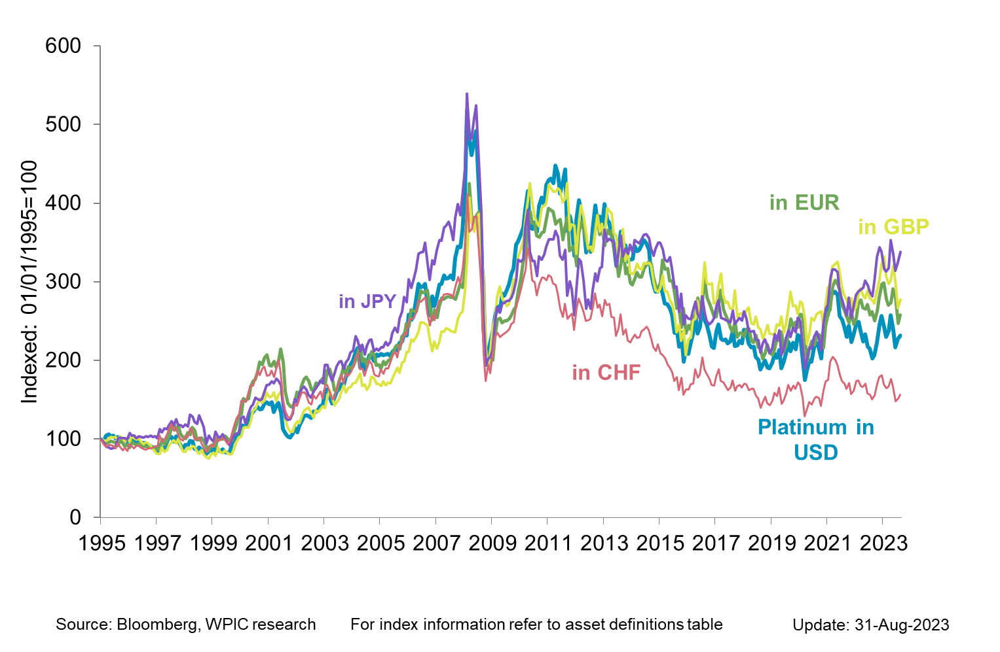 600
500
400
300
200
100
0
Indexed: 01/01/1995=100
in EUR
in GBP
in JPY
in CHF
Platinum in
USD
1995 1997 1999 2001 2003 2005 2007 2009 2011 2013 2015 2017 2019 2021 2023
Source: Bloomberg, WPIC research For index information refer to asset definitions table Update: 31-Aug-2023